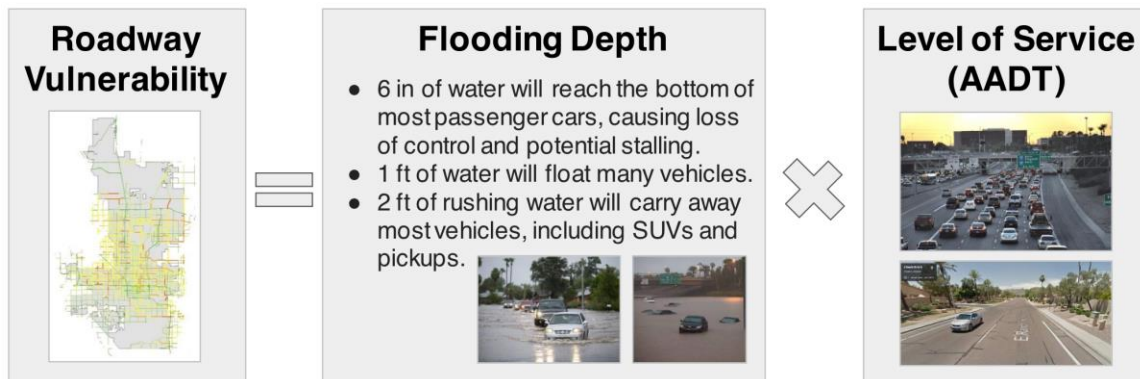 Roadway
Vulnerability
Flooding Depth
● 6 in of water will reach the bottom of
most passenger cars, causing loss
of control and potential stalling.
● 1 ft of water will float many vehicles.
● 2 ft of rushing water will carry away
most vehicles, including SUVs and
pickups.
Level of Service
(AADT)